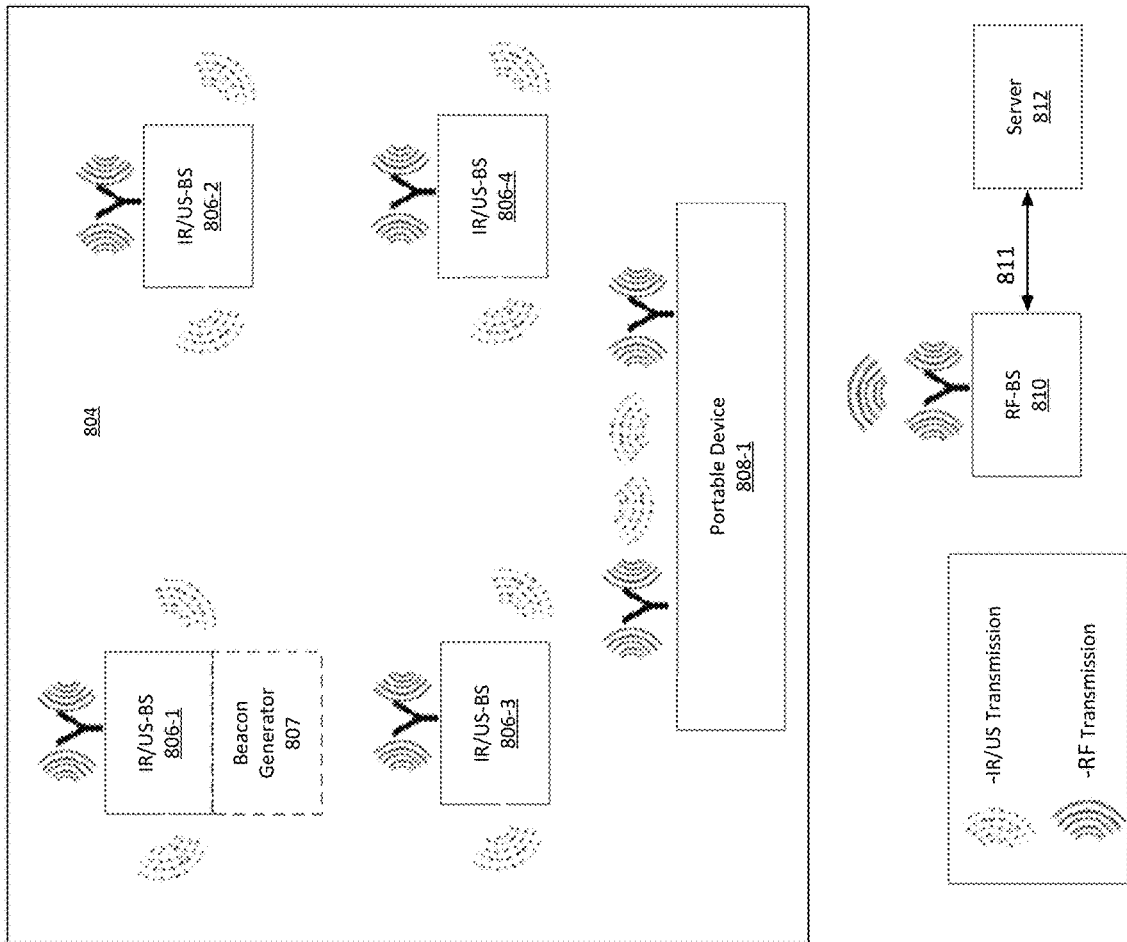 IR/US-BS
806-1
Beacon
Generator
807
IR/US-BS
806-2
804
IR/US-BS
806-3
IR/US-BS
806-4
Portable Device
808-1
RF-BS
810
811
Server
812
-IR/US Transmission
-RF Transmission